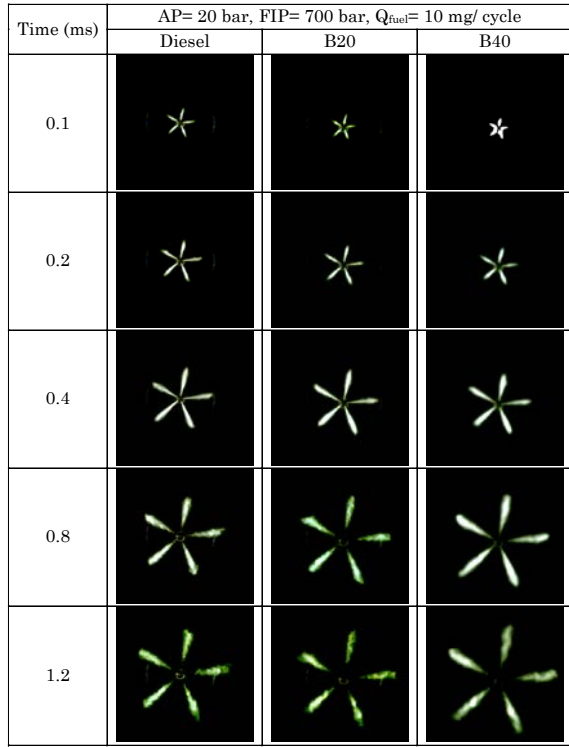 Time (ms)
AP= 20 bar, FIP= 700 bar, Qfuel= 10 mg/ cycle
Diesel B20 B40
0.1
0.2
0.4
0.8
1.2